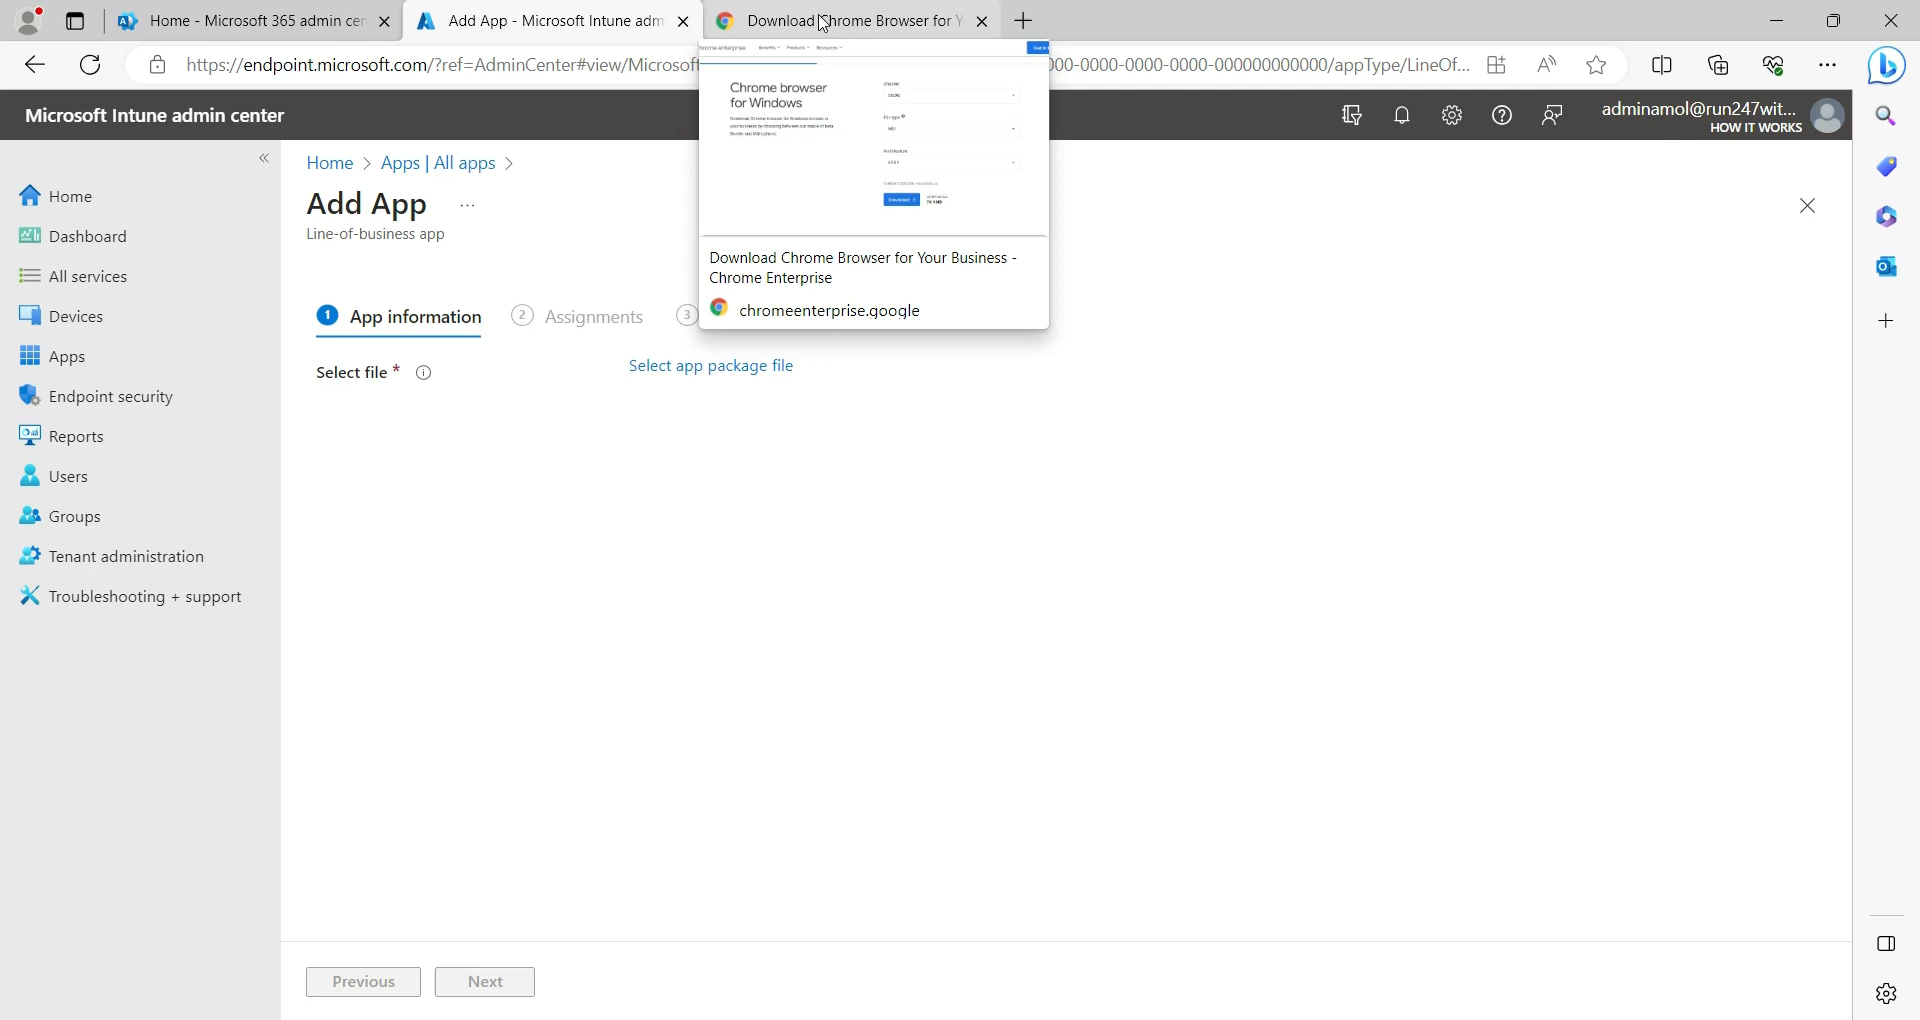 Home - Microsoft 365 admin cen
Add App - Microsoft Intune adm
Download Chrome Browser for Y
https://endpoint.microsoft.com/?ref=AdminCenter#view/Microsoft
00-0000-0000-0000-000000000000/appType/LineOf...
Microsoft Intune admin center
adminamol@run247wit...
HOW IT WORKS
Home
Dashboard
All services
Devices
Apps
Endpoint security
Reports
Users
Groups
Tenant administration
Troubleshooting + support
Home > Apps | All apps >
Add App ...
Line-of-business app
1 App information
2 Assignments
3
Select file *
Select app package file
Chrome browser
for Windows
Download
Download Chrome Browser for Your Business -
Chrome Enterprise
chromeenterprise.google
Previous
Next